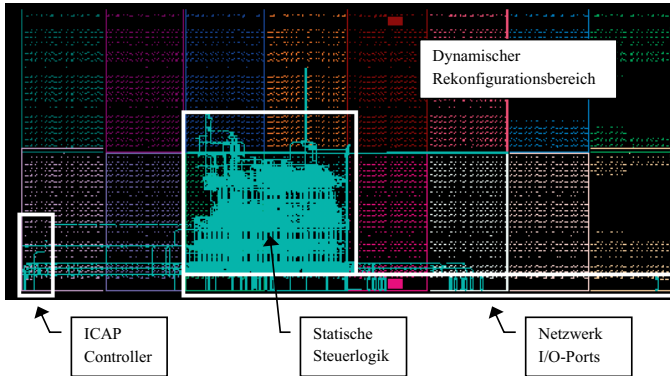 Dynamischer
Rekonfigurationsbereich
ICAP
Controller
Statische
Steuerlogik
Netzwerk
I/O-Ports